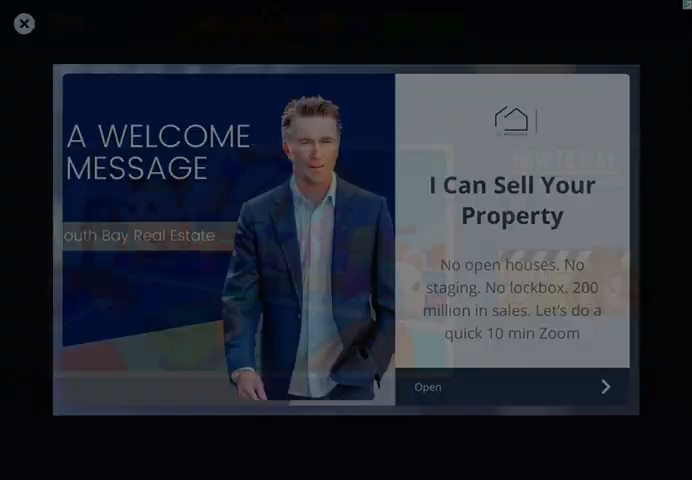 A WELCOME
MESSAGE
outh Bay Real Estate
I Can Sell Your
Property
No open houses. No
staging. No lockbox. 200
million in sales. Let's do a
quick 10 min Zoom
Open